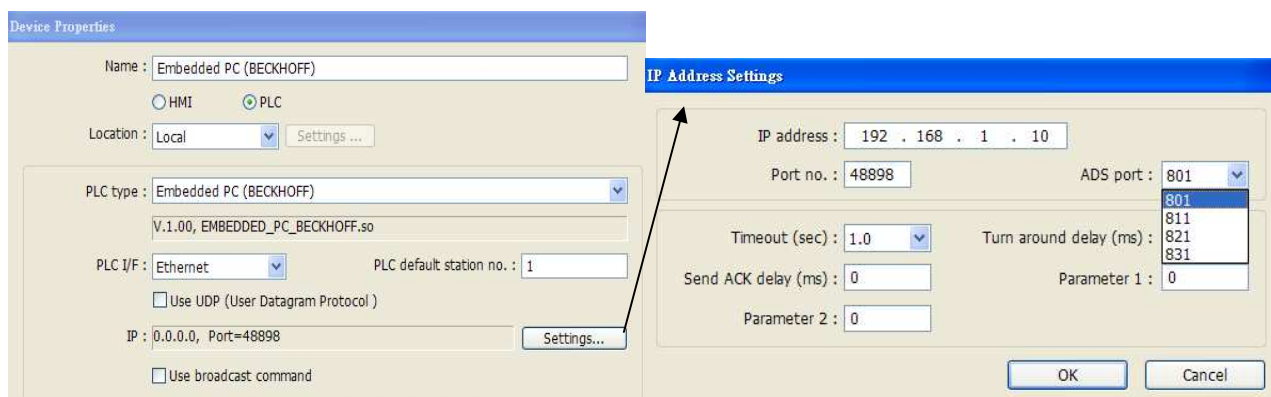 Device Properties
Name : Embedded PC (BECKHOFF)
HMI PLC
Location : Local Settings ...
PLC type : Embedded PC (BECKHOFF)
V.1.00, EMBEDDED_PC_BECKHOFF.so
PLC I/F : Ethernet PLC default station no. : 1
Use UDP (User Datagram Protocol )
IP : 0.0.0.0, Port=48898 Settings...
Use broadcast command
IP Address Settings
IP address : 192 . 168 . 1 . 10
Port no. : 48898 ADS port : 801
801
811
821
831
Timeout (sec) : 1.0 Turn around delay (ms) :
Send ACK delay (ms) : 0 Parameter 1 : 0
Parameter 2 : 0
OK Cancel